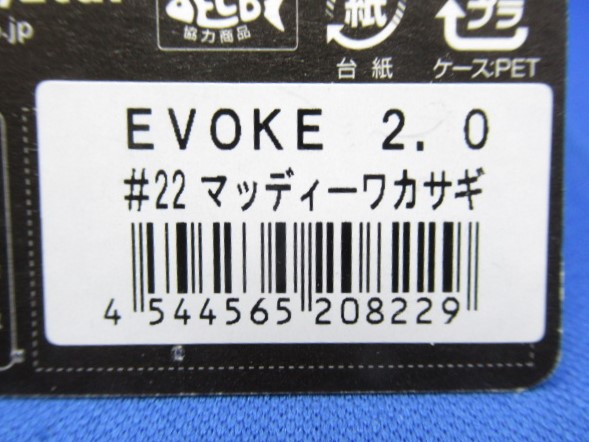 .jp
協力商品
紙
台紙
プラ
ケース:PET
EVOKE 2.0
#22 マッディーワカサギ
4 544565 208229